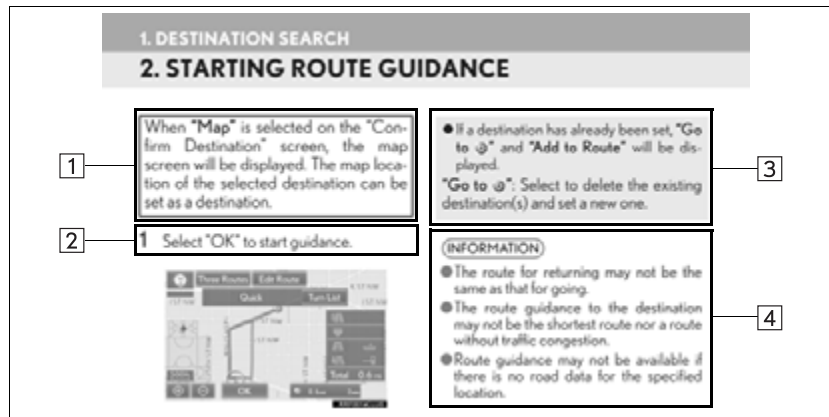 1. DESTINATION SEARCH
2. STARTING ROUTE GUIDANCE
1
When "Map" is selected on the "Con-
firm Destination" screen, the map
screen will be displayed. The map loca-
tion of the selected destination can be
set as a destination.
2
1 Select "OK" to start guidance.
Three Routes Edit Route
Quick Turn List
Total 0.6
OK
● If a destination has already been set, "Go
to " and "Add to Route" will be dis-
played.
"Go to ": Select to delete the existing
destination(s) and set a new one.
3
INFORMATION
● The route for returning may not be the
same as that for going.
● The route guidance to the destination
may not be the shortest route nor a route
without traffic congestion.
● Route guidance may not be available if
there is no road data for the specified
location.
4